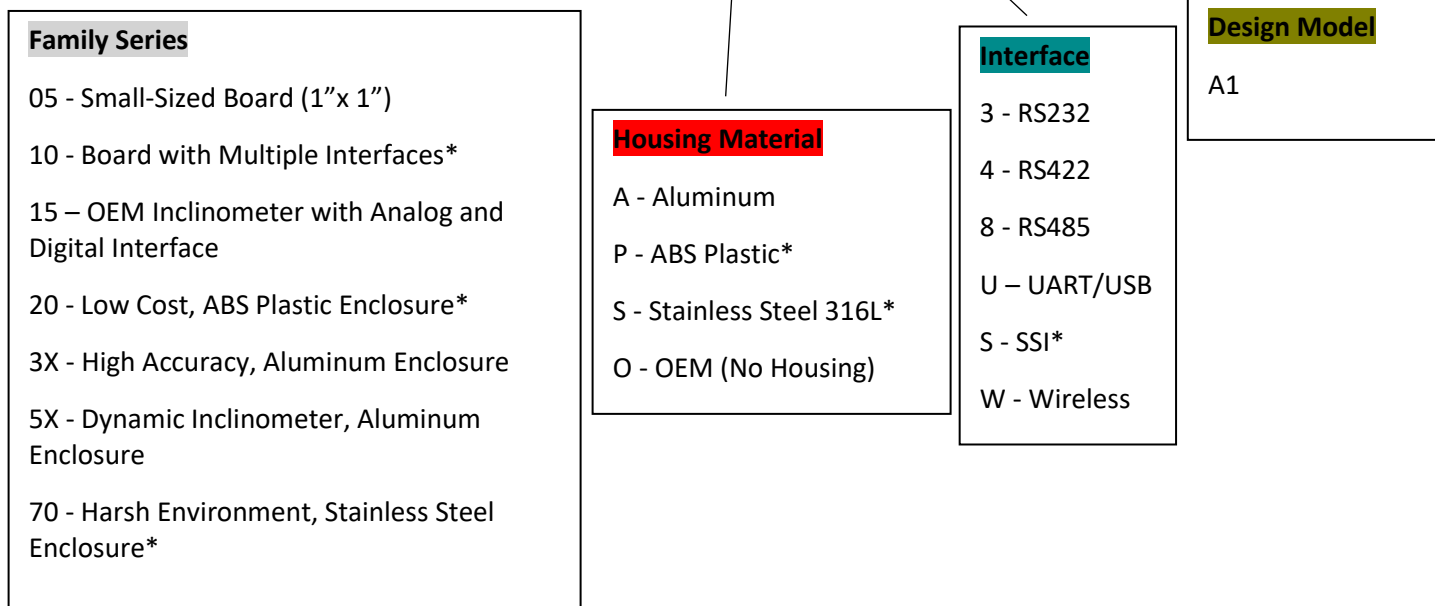 Family Series
05 - Small-Sized Board (1”x 1”)
10 - Board with Multiple Interfaces*
15 – OEM Inclinometer with Analog and
Digital Interface
20 - Low Cost, ABS Plastic Enclosure*
3X - High Accuracy, Aluminum Enclosure
5X - Dynamic Inclinometer, Aluminum
Enclosure
70 - Harsh Environment, Stainless Steel
Enclosure*
Housing Material
A - Aluminum
P - ABS Plastic*
S - Stainless Steel 316L*
O - OEM (No Housing)
Interface
3 - RS232
4 - RS422
8 - RS485
U – UART/USB
S - SSI*
W - Wireless
Design Model
A1